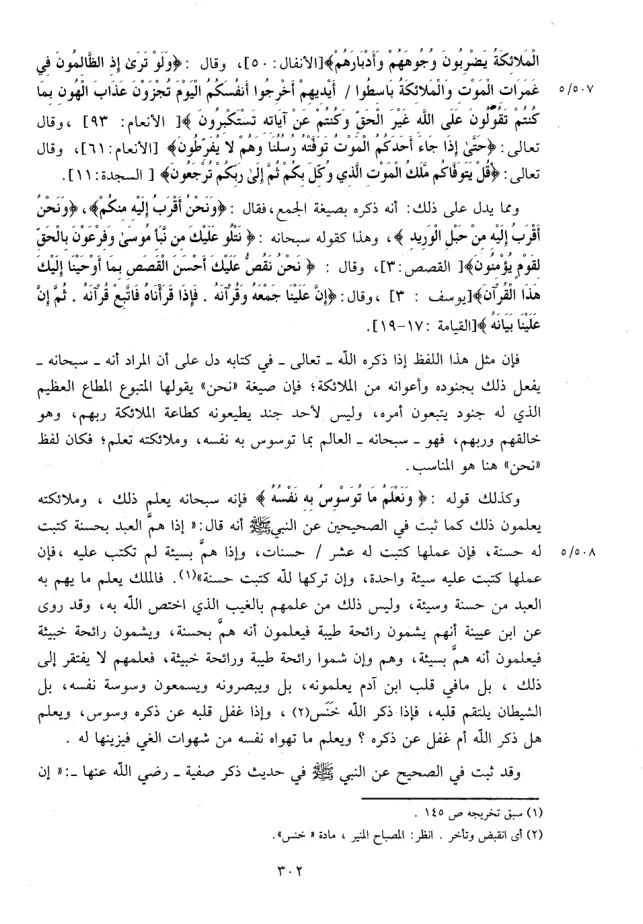 الْمَلائكَةُ يَضْرِبُونَ وُجُوهَهُمْ وَأَدْبَارَهُمْ﴾[الأنفال: ٥٠]، وقال : ﴿وَلَوْ تَرَىٰ إِذِ الظَّالِمُونَ فِي
غَمَرَاتِ الْمَوْتِ وَالْمَلائكَةُ بَاسِطُوا / أَيْدِيهِمْ أَخْرِجُوا أَنفُسَكُمُ الْيَوْمَ تُجْزَوْنَ عَذَابَ الْهُونِ بِمَا ٥/٥٠٧
كُنتُمْ تَقُولُونَ عَلَى اللَّهِ غَيْرَ الْحَقِّ وَكُنتُمْ عَنْ آيَاتِهِ تَسْتَكْبِرُونَ ﴾[ الأنعام: ٩٣] ،وقال
تعالى: ﴿حَتَّىٰ إِذَا جَاءَ أَحَدَكُمُ الْمَوْتُ تَوَفَّتْهُ رُسُلُنَا وَهُمْ لا يُفَرِّطُونَ﴾ [الأنعام:٦١]، وقال
تعالى: ﴿قُلْ يَتَوَفَّاكُم مَّلَكُ الْمَوْتِ الَّذِي وُكِّلَ بِكُمْ ثُمَّ إِلَىٰ رَبِّكُمْ تُرْجَعُونَ﴾ [ السجدة:١١].
ومما يدل على ذلك: أنه ذكره بصيغة الجمع،فقال :﴿وَنَحْنُ أَقْرَبُ إِلَيْهِ مِنكُمْ﴾، ﴿وَنَحْنُ
أَقْرَبُ إِلَيْهِ مِنْ حَبْلِ الْوَرِيدِ ﴾، وهذا كقوله سبحانه :﴿ نَتْلُو عَلَيْكَ مِن نَّبَأِ مُوسَىٰ وَفِرْعَوْنَ بِالْحَقِّ
لِقَوْمٍ يُؤْمِنُونَ﴾[ القصص:٣]، وقال : ﴿ نَحْنُ نَقُصُّ عَلَيْكَ أَحْسَنَ الْقَصَصِ بِمَا أَوْحَيْنَا إِلَيْكَ
هَذَا الْقُرْآنَ﴾[يوسف : ٣] ،وقال: ﴿إِنَّ عَلَيْنَا جَمْعَهُ وَقُرْآنَهُ . فَإِذَا قَرَأْنَاهُ فَاتَّبِعْ قُرْآنَهُ . ثُمَّ إِنَّ
عَلَيْنَا بَيَانَهُ ﴾[القيامة :١٧-١٩].
فإن مثل هذا اللفظ إذا ذكره اللّه ـ تعالى ـ في كتابه دل على أن المراد أنه ـ سبحانه ـ
يفعل ذلك بجنوده وأعوانه من الملائكة؛ فإن صيغة «نحن» يقولها المتبوع المطاع العظيم
الذي له جنود يتبعون أمره، وليس لأحد جند يطيعونه كطاعة الملائكة ربهم، وهو
خالقهم وربهم، فهو ـ سبحانه ـ العالم بما توسوس به نفسه، وملائكته تعلم؛ فكان لفظ
«نحن» هنا هو المناسب.
وكذلك قوله :﴿ وَنَعْلَمُ مَا تُوَسْوِسُ بِهِ نَفْسُهُ ﴾ فإنه سبحانه يعلم ذلك ، وملائكته
يعلمون ذلك كما ثبت في الصحيحين عن النبيﷺ أنه قال:« إذا همَّ العبد بحسنة كتبت
له حسنة، فإن عملها كتبت له عشر / حسنات، وإذا همَّ بسيئة لم تكتب عليه ،فإن ٥/٥٠٨
عملها كتبت عليه سيئة واحدة، وإن تركها للّه كتبت حسنة»(١). فالملك يعلم ما يهم به
العبد من حسنة وسيئة، وليس ذلك من علمهم بالغيب الذي اختص اللّه به، وقد روى
عن ابن عيينة أنهم يشمون رائحة طيبة فيعلمون أنه همَّ بحسنة، ويشمون رائحة خبيثة
فيعلمون أنه همَّ بسيئة، وهم وإن شموا رائحة طيبة ورائحة خبيثة، فعلمهم لا يفتقر إلى
ذلك ، بل مافي قلب ابن آدم يعلمونه، بل ويبصرونه ويسمعون وسوسة نفسه، بل
الشيطان يلتقم قلبه، فإذا ذكر اللّه خَنَس(٢) ، وإذا غفل قلبه عن ذكره وسوس، ويعلم
هل ذكر اللّه أم غفل عن ذكره ؟ ويعلم ما تهواه نفسه من شهوات الغي فيزينها له .
وقد ثبت في الصحيح عن النبي ﷺ في حديث ذكر صفية ـ رضي اللّه عنها ـ:« إن
(١) سبق تخريجه ص ١٤٥ .
(٢) أى انقبض وتأخر . انظر: المصباح المنير ، مادة « خنس».
٣٠٢